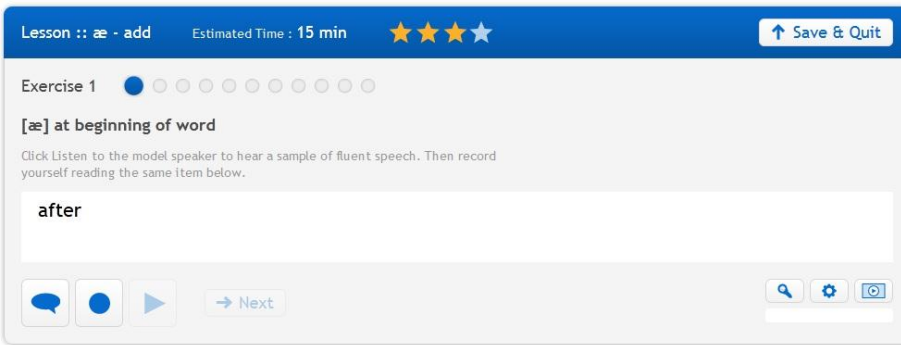 Lesson :: æ - add Estimated Time : 15 min Save & Quit
Exercise 1
[æ] at beginning of word
Click Listen to the model speaker to hear a sample of fluent speech. Then record
yourself reading the same item below.
after
Next